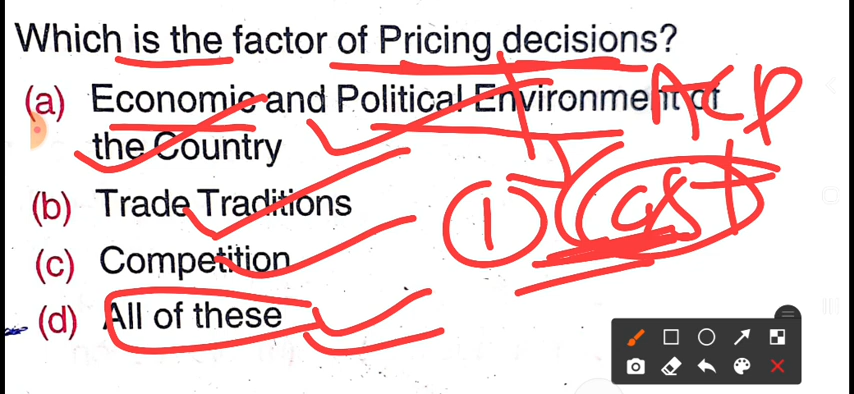 Which is the factor of Pricing decisions?
(a) Economic and Political Environment of
the Country
(b) Trade Traditions
(c) Competition
(d) All of these
①